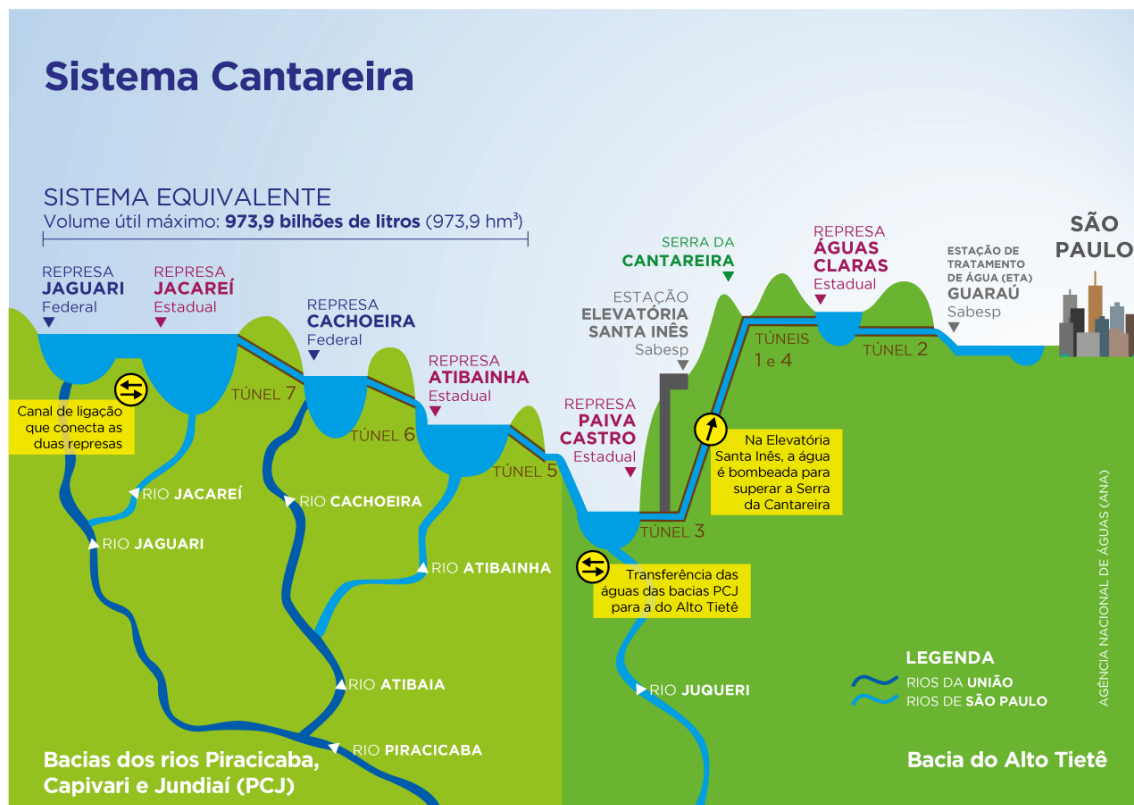 Sistema Cantareira
SISTEMA EQUIVALENTE
Volume útil máximo: 973,9 bilhões de litros (973,9 hm³)
REPRESA
JAGUARI
Federal
REPRESA
JACAREÍ
Estadual
REPRESA
CACHOEIRA
Federal
REPRESA
ATIBAINHA
Estadual
REPRESA
PAIVA
CASTRO
Estadual
ESTAÇÃO
ELEVATÓRIA
SANTA INÊS
Sabesp
SERRA DA
CANTAREIRA
REPRESA
ÁGUAS
CLARAS
Estadual
ESTAÇÃO DE
TRATAMENTO
DE ÁGUA (ETA)
GUARAÚ
Sabesp
SÃO
PAULO
TÚNEL 7
TÚNEL 6
TÚNEL 5
TÚNEL 3
TÚNEIS
1 e 4
TÚNEL 2
Canal de ligação
que conecta as
duas represas
Na Elevatória
Santa Inês, a água
é bombeada para
superar a Serra
da Cantareira
Transferência das
águas das bacias PCJ
para a do Alto Tietê
RIO JACAREÍ
RIO JAGUARI
RIO CACHOEIRA
RIO ATIBAINHA
RIO ATIBAIA
RIO PIRACICABA
RIO JUQUERI
LEGENDA
RIOS DA UNIÃO
RIOS DE SÃO PAULO
Bacias dos rios Piracicaba,
Capivari e Jundiaí (PCJ)
Bacia do Alto Tietê
AGÊNCIA NACIONAL DE ÁGUAS (ANA)